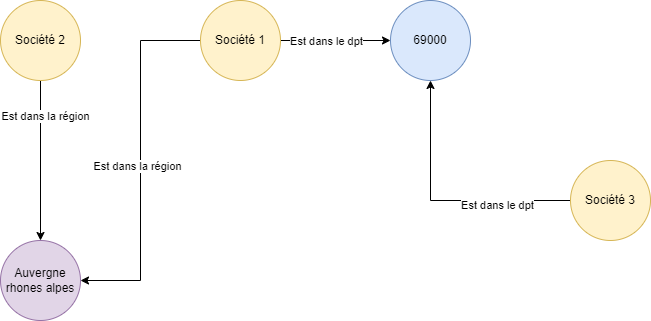 Société 2
Société 1
Est dans le dpt
69000
Est dans la région
Est dans la région
Société 3
Est dans le dpt
Auvergne
rhones alpes